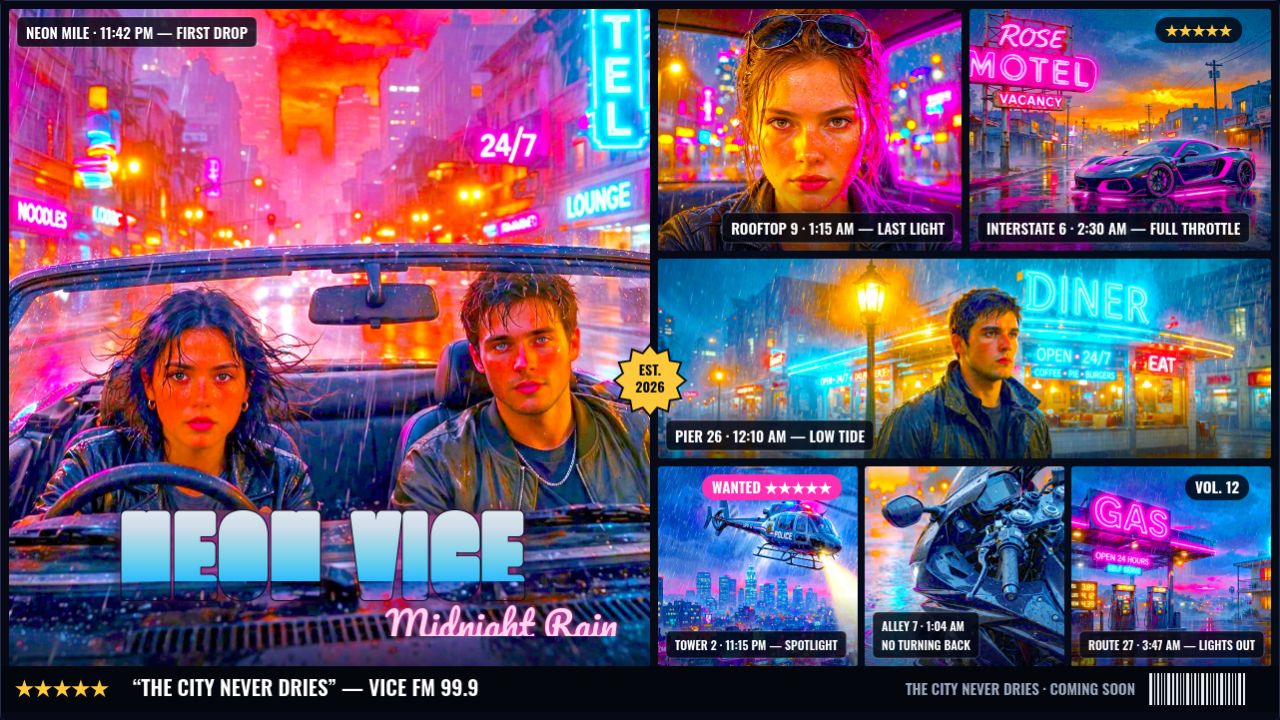 NEON MILE · 11:42 PM — FIRST DROP
TEL
24/7
NOODLES
LOUNGE
NEON VICE
Midnight Rain
ROOFTOP 9 · 1:15 AM — LAST LIGHT
ROSE
MOTEL
VACANCY
★★★★★
INTERSTATE 6 · 2:30 AM — FULL THROTTLE
EST.
2026
DINER
OPEN • 24/7
COFFEE • PIE • BURGERS
EAT
PIER 26 · 12:10 AM — LOW TIDE
WANTED ★★★★★
POLICE
TOWER 2 · 11:15 PM — SPOTLIGHT
ALLEY 7 · 1:04 AM
NO TURNING BACK
VOL. 12
GAS
OPEN 24 HOURS
ROUTE 27 · 3:47 AM — LIGHTS OUT
★★★★★ “THE CITY NEVER DRIES” — VICE FM 99.9
THE CITY NEVER DRIES · COMING SOON